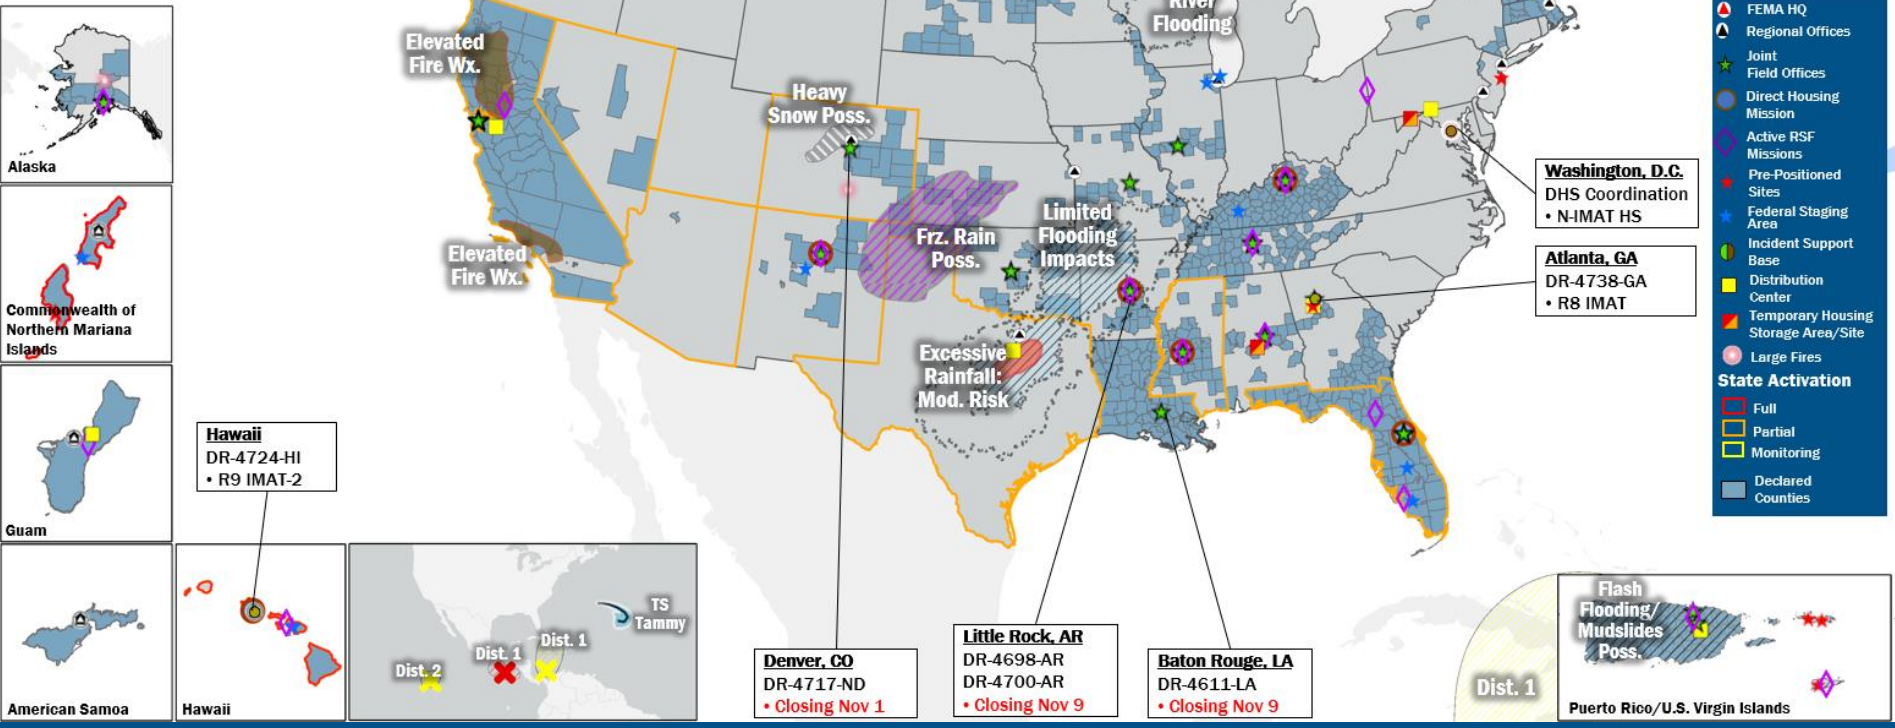 River
Flooding
Elevated
Fire Wx.
Heavy
Snow Poss.
Limited
Flooding
Impacts
Frz. Rain
Poss.
Elevated
Fire Wx.
Excessive
Rainfall:
Mod. Risk
Alaska
Commonwealth of
Northern Mariana
Islands
Guam
American Samoa
Hawaii
DR-4724-HI
• R9 IMAT-2
Hawaii
TS
Tammy
Dist. 1
Dist. 1
Dist. 2
Denver, CO
DR-4717-ND
• Closing Nov 1
Little Rock, AR
DR-4698-AR
DR-4700-AR
• Closing Nov 9
Baton Rouge, LA
DR-4611-LA
• Closing Nov 9
Washington, D.C.
DHS Coordination
• N-IMAT HS
Atlanta, GA
DR-4738-GA
• R8 IMAT
Dist. 1
Flash
Flooding/
Mudslides
Poss.
Puerto Rico/U.S. Virgin Islands
FEMA HQ
Regional Offices
Joint
Field Offices
Direct Housing
Mission
Active RSF
Missions
Pre-Positioned
Sites
Federal Staging
Area
Incident Support
Base
Distribution
Center
Temporary Housing
Storage Area/Site
Large Fires
State Activation
Full
Partial
Monitoring
Declared
Counties